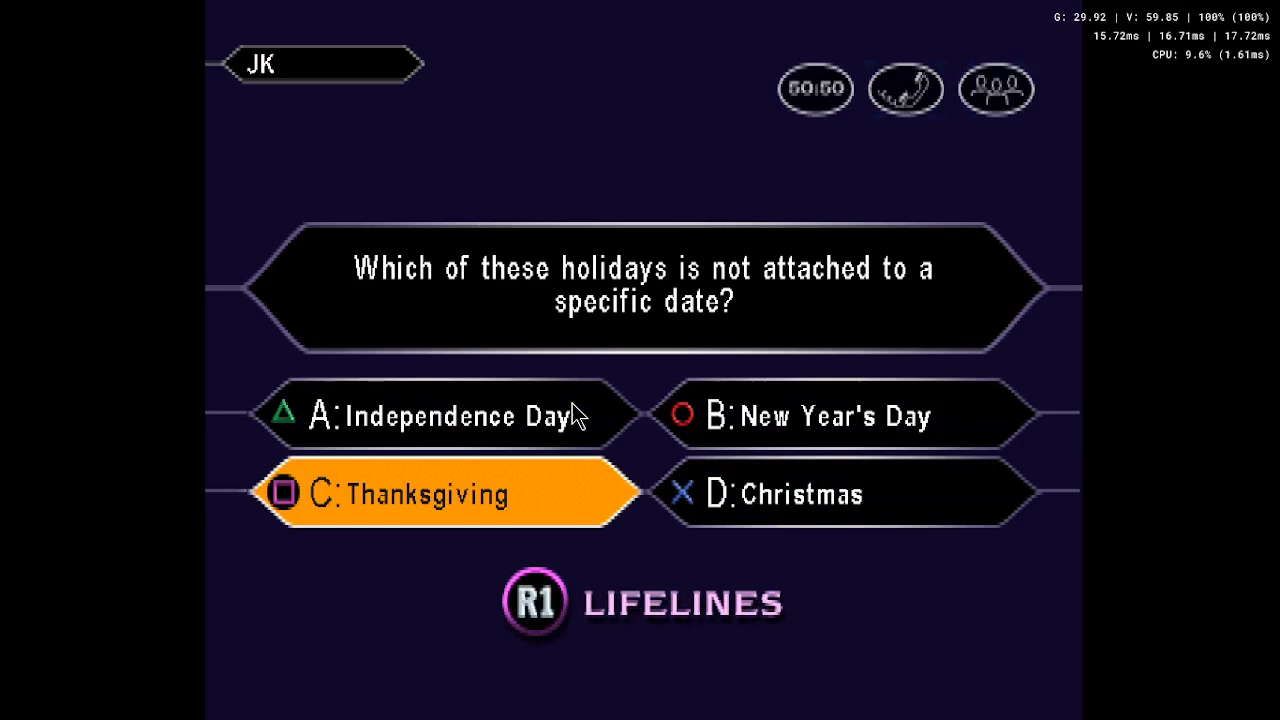 G: 29.92 | V: 59.85 | 100% (100%)
15.72ms | 16.71ms | 17.72ms
CPU: 9.6% (1.61ms)
JK
50:50
Which of these holidays is not attached to a
specific date?
A: Independence Day
B: New Year's Day
C: Thanksgiving
D: Christmas
R1 LIFELINES